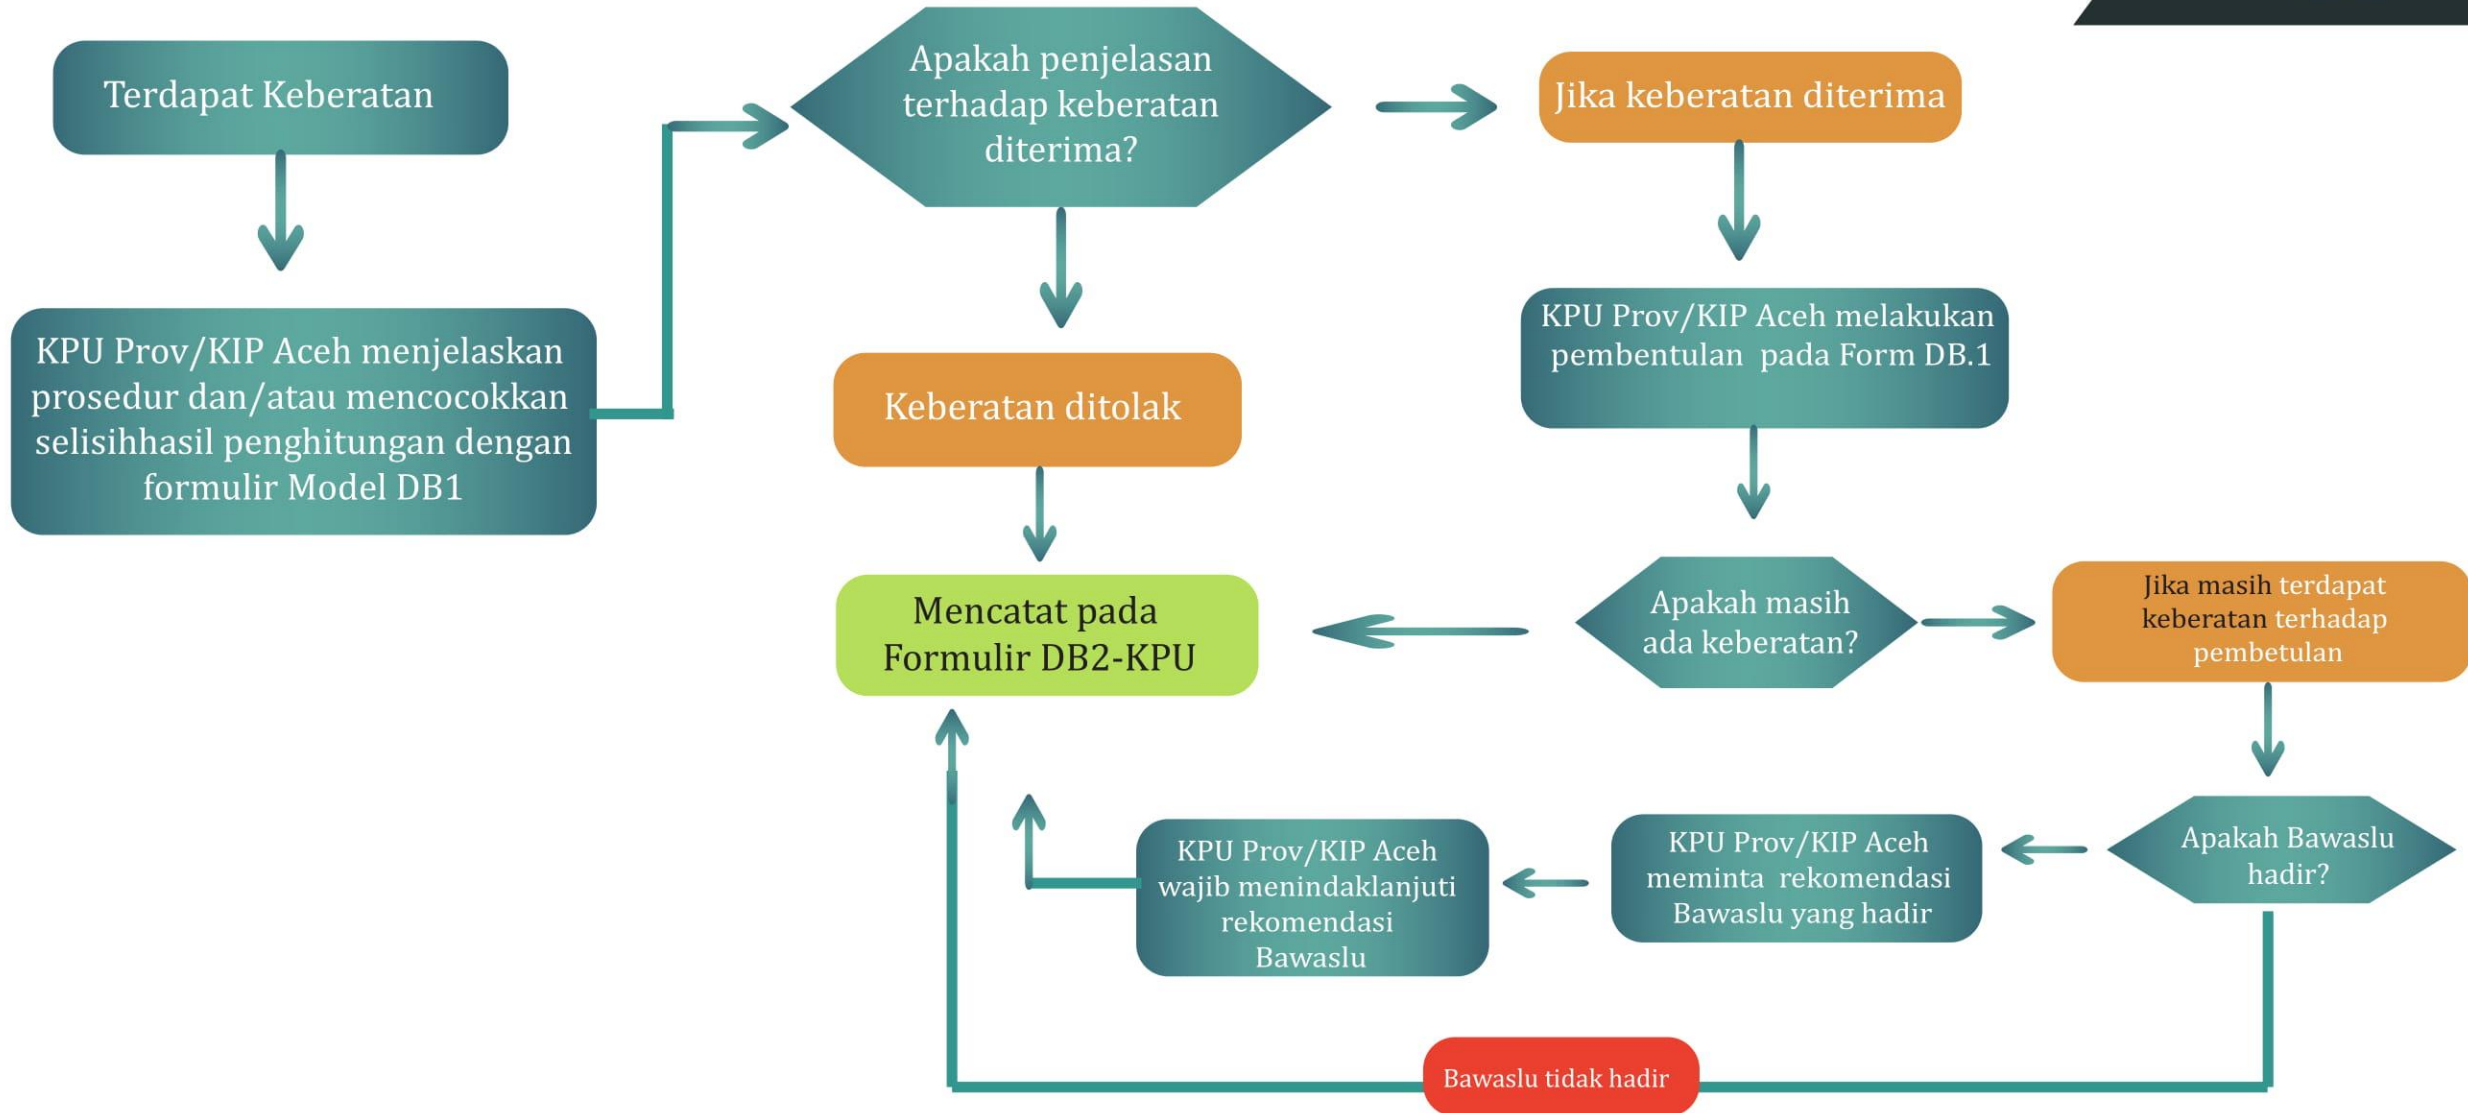 Terdapat Keberatan
KPU Prov/KIP Aceh menjelaskan
prosedur dan/atau mencocokkan
selisihhasil penghitungan dengan
formulir Model DB1
Apakah penjelasan
terhadap keberatan
diterima?
Jika keberatan diterima
Keberatan ditolak
KPU Prov/KIP Aceh melakukan
pembentulan pada Form DB.1
Mencatat pada
Formulir DB2-KPU
Apakah masih
ada keberatan?
Jika masih terdapat
keberatan terhadap
pembetulan
Apakah Bawaslu
hadir?
KPU Prov/KIP Aceh
meminta rekomendasi
Bawaslu yang hadir
KPU Prov/KIP Aceh
wajib menindaklanjuti
rekomendasi
Bawaslu
Bawaslu tidak hadir